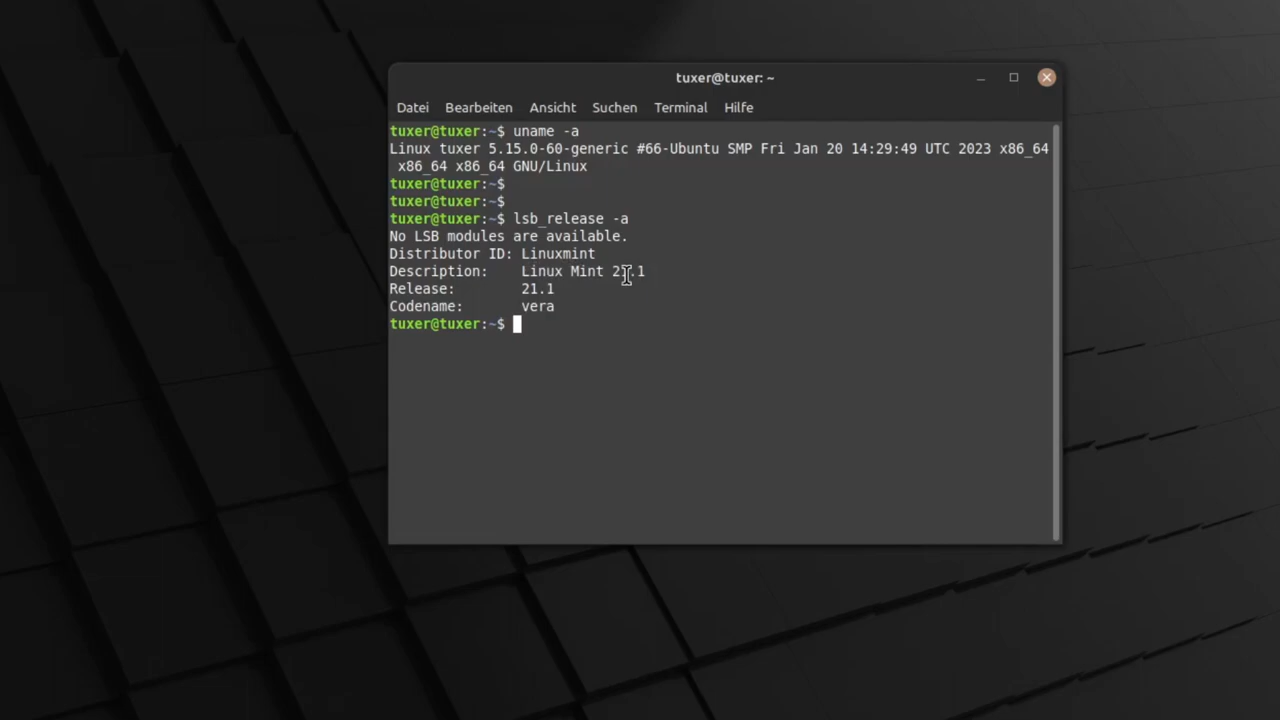 tuxer@tuxer: ~
Datei Bearbeiten Ansicht Suchen Terminal Hilfe
tuxer@tuxer:~$ uname -a
Linux tuxer 5.15.0-60-generic #66-Ubuntu SMP Fri Jan 20 14:29:49 UTC 2023 x86_64
x86_64 x86_64 GNU/Linux
tuxer@tuxer:~$
tuxer@tuxer:~$
tuxer@tuxer:~$ lsb_release -a
No LSB modules are available.
Distributor ID: Linuxmint
Description: Linux Mint 21.1
Release: 21.1
Codename: vera
tuxer@tuxer:~$